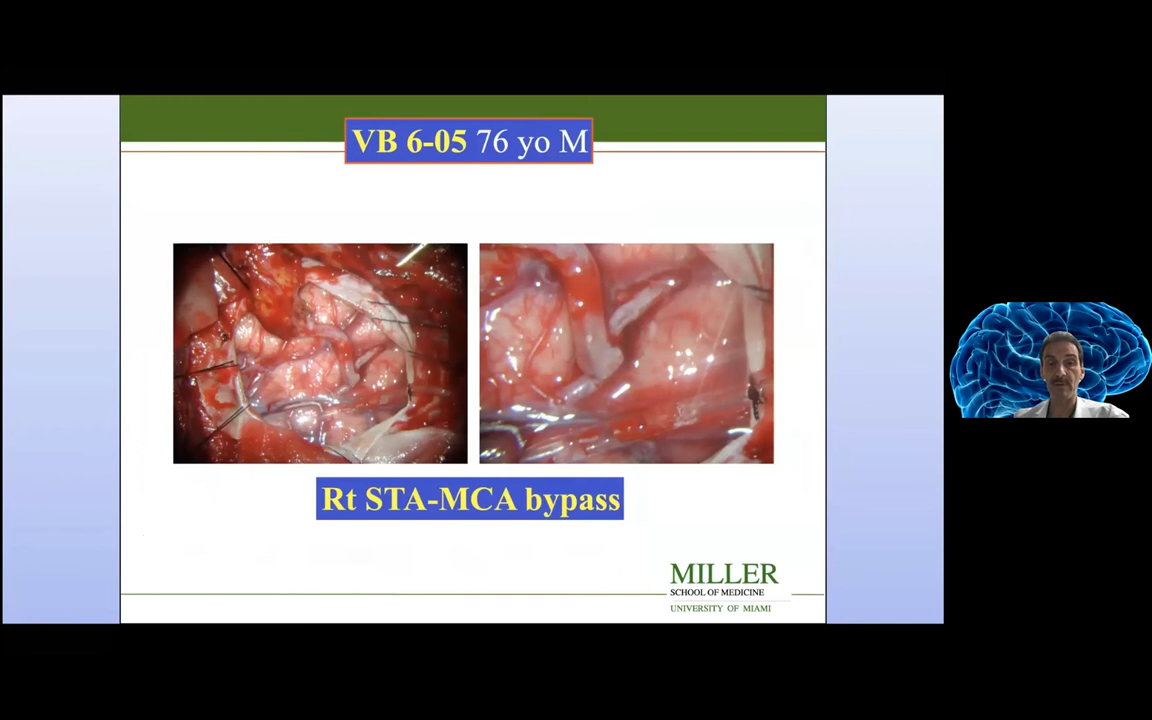 VB 6-05 76 yo M
Rt STA-MCA bypass
MILLER
SCHOOL OF MEDICINE
UNIVERSITY OF MIAMI